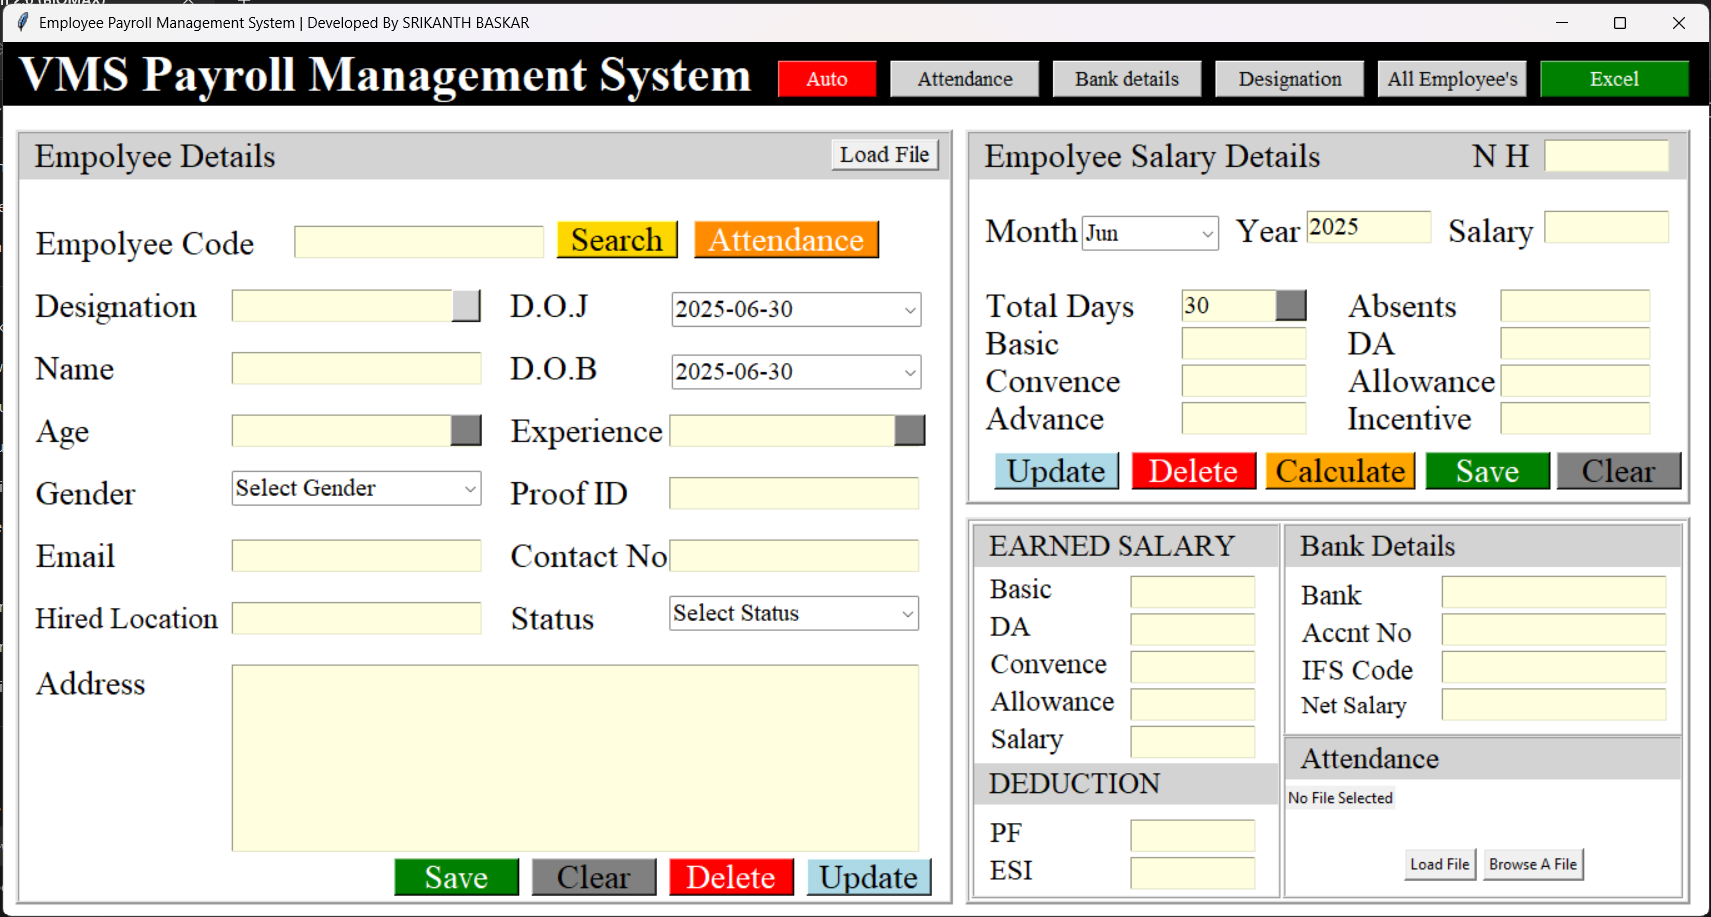 Employee Payroll Management System | Developed By SRIKANTH BASKAR
VMS Payroll Management System
Auto
Attendance
Bank details
Designation
All Employee's
Excel
Empolyee Details
Load File
Empolyee Code
Search
Attendance
Designation
D.O.J
2025-06-30
Name
D.O.B
2025-06-30
Age
Experience
Gender
Select Gender
Proof ID
Email
Contact No
Hired Location
Status
Select Status
Address
Save
Clear
Delete
Update
Empolyee Salary Details
N H
Month
Jun
Year
2025
Salary
Total Days
30
Absents
Basic
DA
Convence
Allowance
Advance
Incentive
Update
Delete
Calculate
Save
Clear
EARNED SALARY
Basic
DA
Convence
Allowance
Salary
DEDUCTION
PF
ESI
Bank Details
Bank
Accnt No
IFS Code
Net Salary
Attendance
No File Selected
Load File
Browse A File